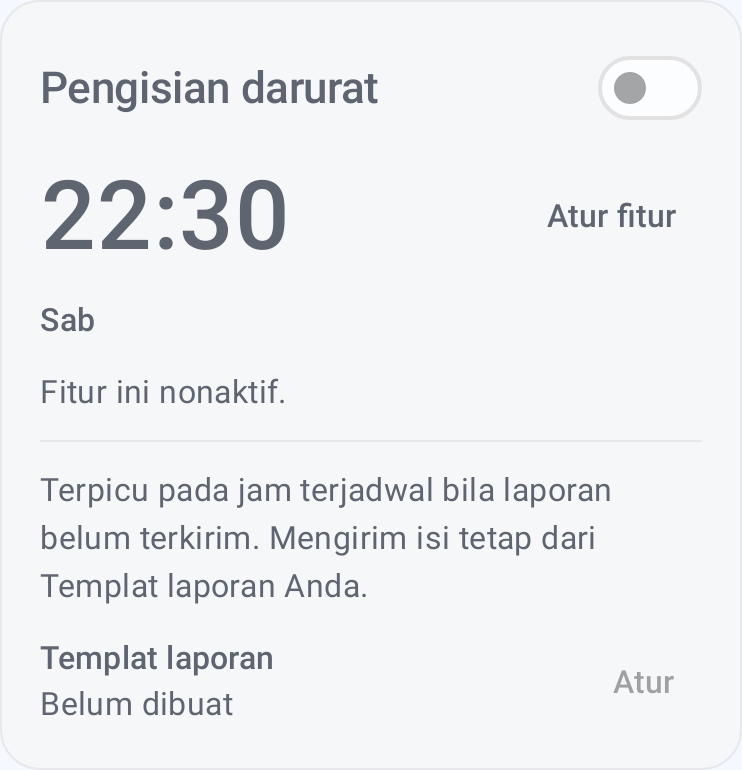 Pengisian darurat
22:30
Atur fitur
Sab
Fitur ini nonaktif.
Terpicu pada jam terjadwal bila laporan
belum terkirim. Mengirim isi tetap dari
Templat laporan Anda.
Templat laporan
Belum dibuat
Atur